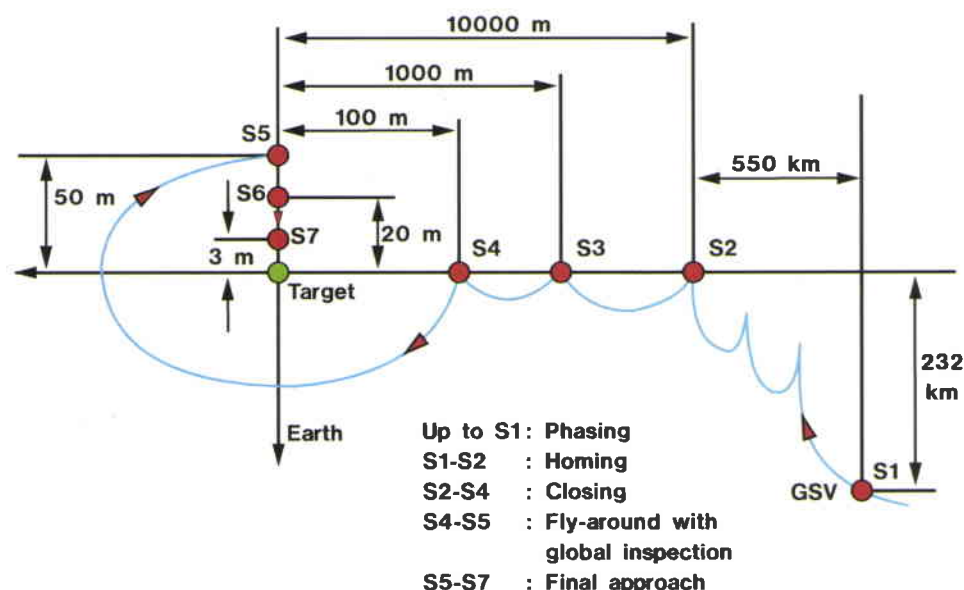 10000 m
1000 m
100 m
S5
550 km
50 m
S6
S7
20 m
S4
S3
S2
3 m
Target
232
km
Earth
Up to S1: Phasing
S1-S2 : Homing
GSV
S1
S2-S4 : Closing
S4-S5 : Fly-around with
global inspection
S5-S7 : Final approach